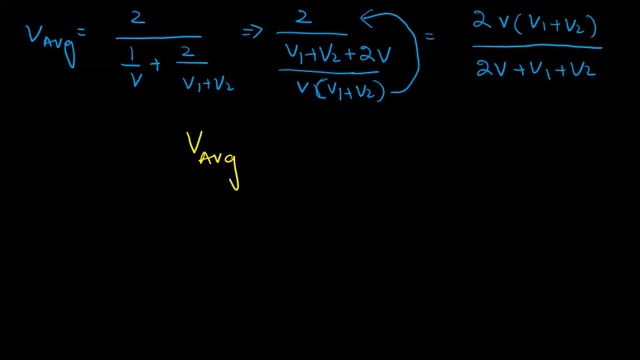 V_Avg = 2 / (1/V + 2/(V₁+V₂)) ⇒ 2 / ((V₁+V₂+2V) / (V(V₁+V₂))) = 2V(V₁+V₂) / (2V+V₁+V₂)
V_Avg